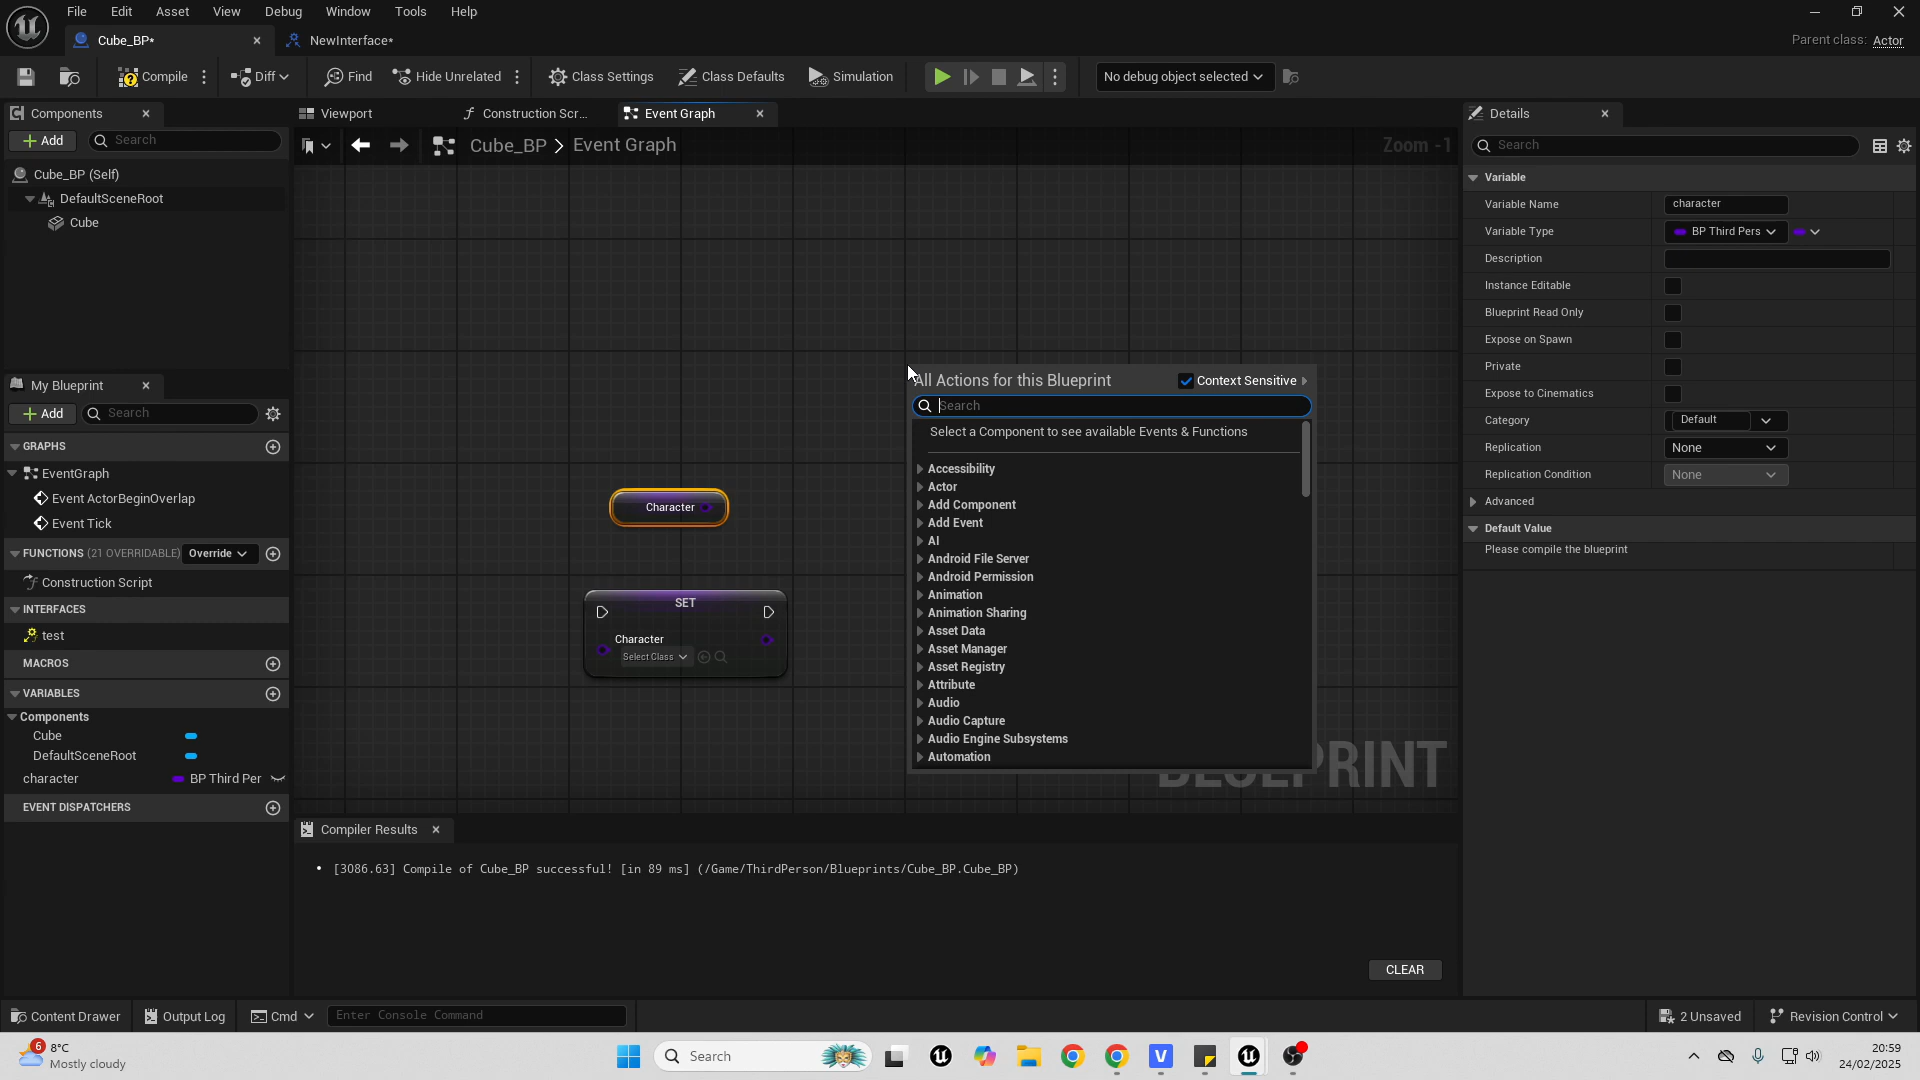 File Edit Asset View Debug Window Tools Help
Cube_BP* NewInterface* Parent class: Actor
Compile Diff Find Hide Unrelated Class Settings Class Defaults Simulation No debug object selected
Components Viewport Construction Scr... Event Graph Details
Add Search Cube_BP > Event Graph Zoom -1 Search
Cube_BP (Self)
DefaultSceneRoot
Cube
My Blueprint
Add Search
GRAPHS
EventGraph
Event ActorBeginOverlap
Event Tick
FUNCTIONS (21 OVERRIDABLE) Override
Construction Script
INTERFACES
test
MACROS
VARIABLES
Components
Cube
DefaultSceneRoot
character BP Third Per
EVENT DISPATCHERS
Character
SET
Character
Select Class
All Actions for this Blueprint Context Sensitive
Search
Select a Component to see available Events & Functions
Accessibility
Actor
Add Component
Add Event
AI
Android File Server
Android Permission
Animation
Animation Sharing
Asset Data
Asset Manager
Asset Registry
Attribute
Audio
Audio Capture
Audio Engine Subsystems
Automation
Variable
Variable Name character
Variable Type BP Third Pers
Description
Instance Editable
Blueprint Read Only
Expose on Spawn
Private
Expose to Cinematics
Category Default
Replication None
Replication Condition None
Advanced
Default Value
Please compile the blueprint
Compiler Results
• [3086.63] Compile of Cube_BP successful! [in 89 ms] (/Game/ThirdPerson/Blueprints/Cube_BP.Cube_BP)
CLEAR
Content Drawer Output Log Cmd Enter Console Command 2 Unsaved Revision Control
6 8°C
Mostly cloudy
Search
20:59
24/02/2025